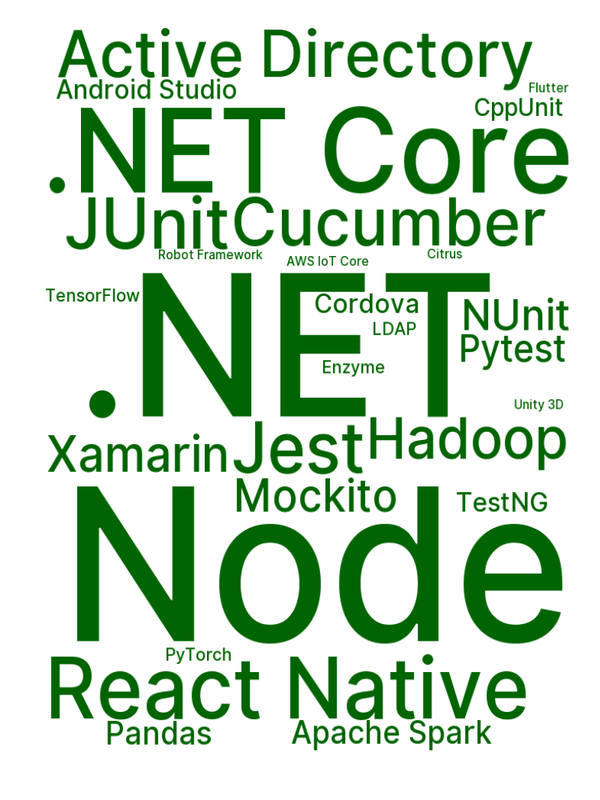 Active Directory
Android Studio
Flutter
CppUnit
.NET Core
JUnit
Cucumber
Robot Framework
AWS IoT Core
Citrus
.NET
TensorFlow
Cordova
NUnit
LDAP
Pytest
Enzyme
Unity 3D
Xamarin
Jest
Hadoop
Mockito
TestNG
Node
PyTorch
React Native
Pandas
Apache Spark